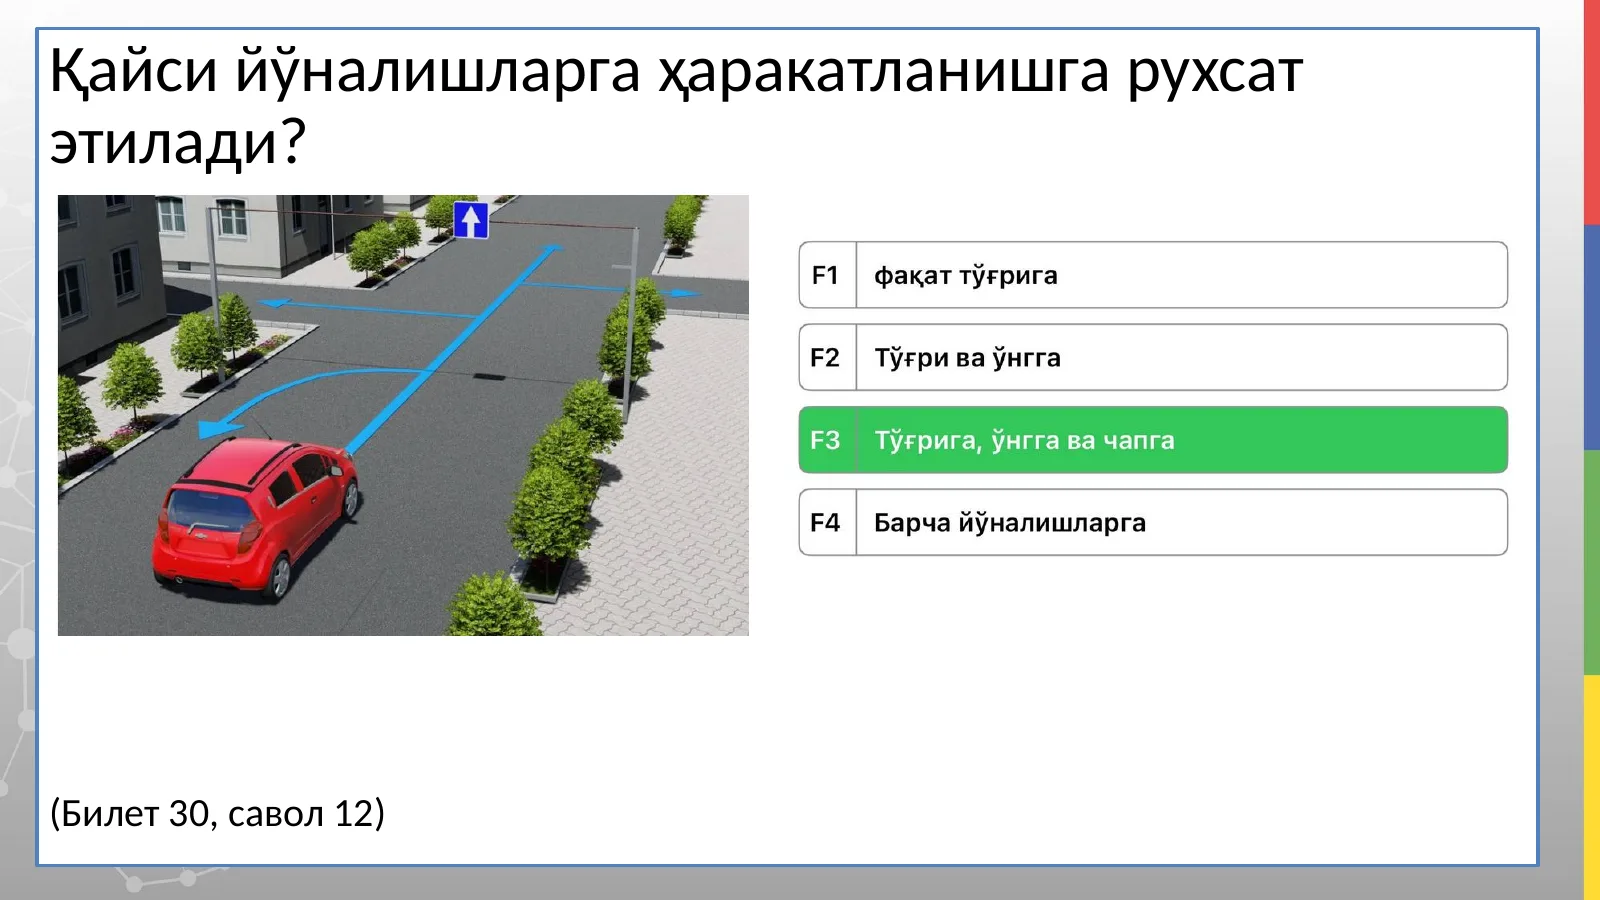 Қайси йўналишларга ҳаракатланишга рухсат
этилади?
F1 фақат тўғрига
F2 Тўғри ва ўнгга
F3 Тўғрига, ўнгга ва чапга
F4 Барча йўналишларга
(Билет 30, савол 12)